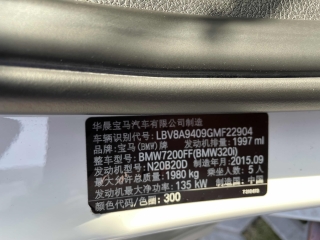 华晨宝马汽车有限公司 制造
车辆识别代号: LBV8A9409GMF22904
品牌: 宝马(BMW)牌 国: 中国
发动机排量: 1997 ml
整车型号: BMW7200FF(BMW320i)
发动机型号: N20B20D 制造年月: 2015.09
最大允许总质量: 1980 kg 乘坐人数: 5 人
发动机最大净功率: 135 kW
颜色代码/色酃: 300